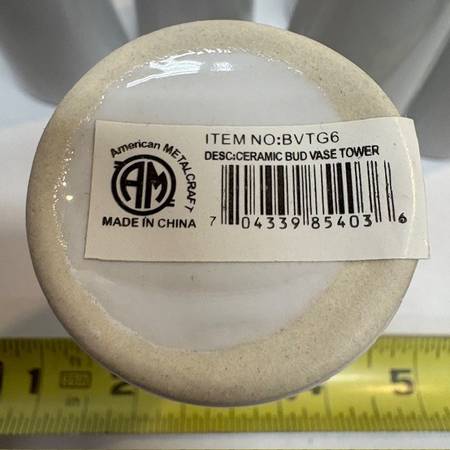 American METALCRAFT
AM
MADE IN CHINA
ITEM NO:BVTG6
DESC:CERAMIC BUD VASE TOWER
7 04339 85403 6
1 2 5